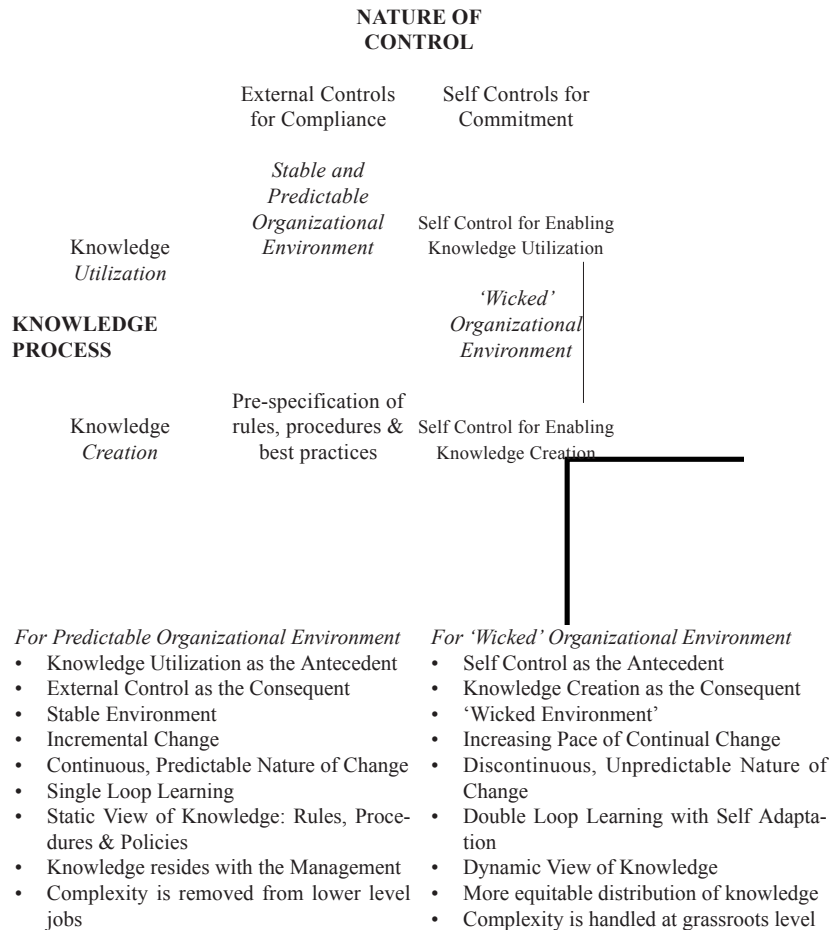 NATURE OF
CONTROL
External Controls
for Compliance
Self Controls for
Commitment
Stable and
Predictable
Organizational
Environment
Self Control for Enabling
Knowledge Utilization
Knowledge
Utilization
'Wicked'
Organizational
Environment
KNOWLEDGE
PROCESS
Knowledge
Creation
Pre-specification of
rules, procedures &
best practices
Self Control for Enabling
Knowledge Creation
For Predictable Organizational Environment
• Knowledge Utilization as the Antecedent
• External Control as the Consequent
• Stable Environment
• Incremental Change
• Continuous, Predictable Nature of Change
• Single Loop Learning
• Static View of Knowledge: Rules, Proce-
dures & Policies
• Knowledge resides with the Management
• Complexity is removed from lower level
jobs
For 'Wicked' Organizational Environment
• Self Control as the Antecedent
• Knowledge Creation as the Consequent
• 'Wicked Environment'
• Increasing Pace of Continual Change
• Discontinuous, Unpredictable Nature of
Change
• Double Loop Learning with Self Adapta-
tion
• Dynamic View of Knowledge
• More equitable distribution of knowledge
• Complexity is handled at grassroots level